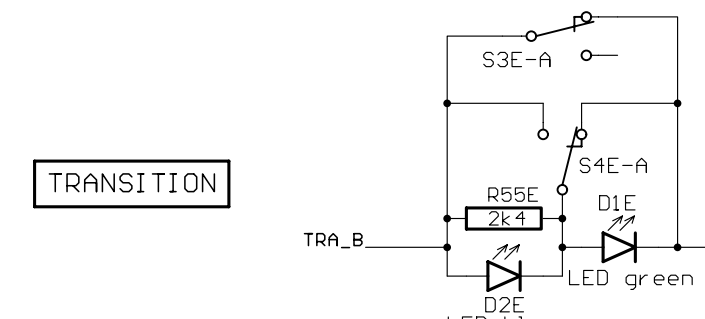 S3E-A
TRANSITION
S4E-A
R55E
2k4
D1E
TRA_B
LED green
D2E